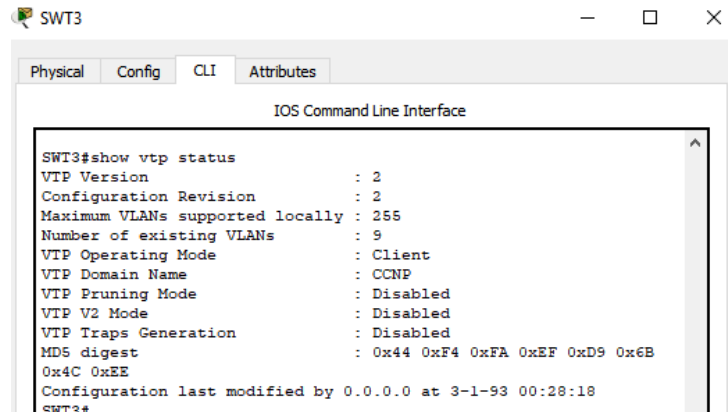 SWT3
Physical Config CLI Attributes
IOS Command Line Interface
SWT3#show vtp status
VTP Version : 2
Configuration Revision : 2
Maximum VLANs supported locally : 255
Number of existing VLANs : 9
VTP Operating Mode : Client
VTP Domain Name : CCNP
VTP Pruning Mode : Disabled
VTP V2 Mode : Disabled
VTP Traps Generation : Disabled
MD5 digest : 0x44 0xF4 0xFA 0xEF 0xD9 0x6B
0x4C 0xEE
Configuration last modified by 0.0.0.0 at 3-1-93 00:28:18
SWT3#